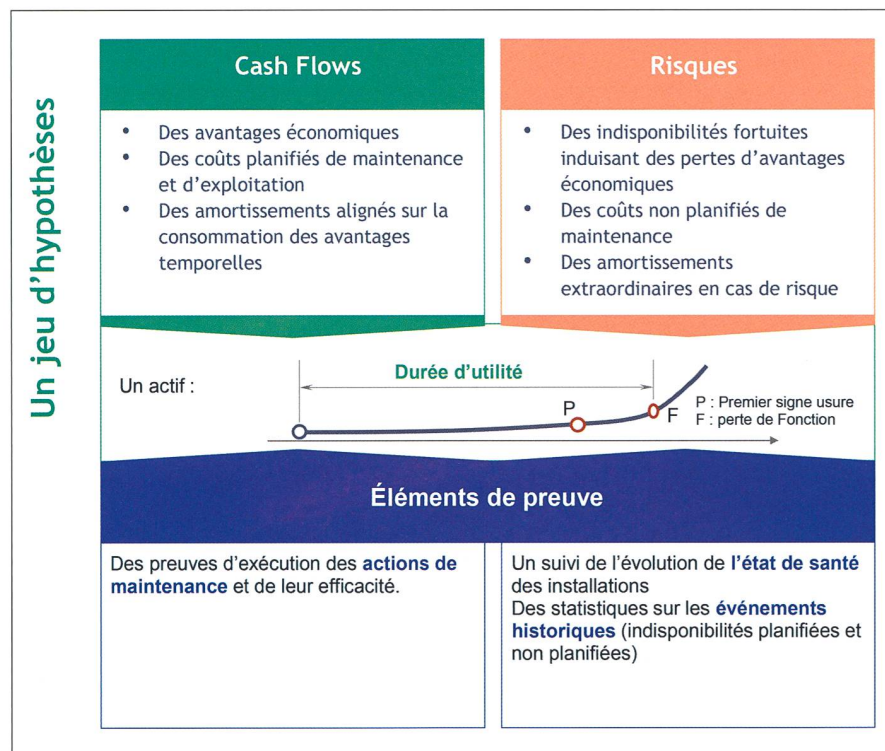 Un jeu d'hypothèses
Cash Flows
• Des avantages économiques
• Des coûts planifiés de maintenance
et d'exploitation
• Des amortissements alignés sur la
consommation des avantages
temporelles
Risques
• Des indisponibilités fortuites
induisant des pertes d'avantages
économiques
• Des coûts non planifiés de
maintenance
• Des amortissements
extraordinaires en cas de risque
Un actif :
Durée d'utilité
P
F
P : Premier signe usure
F : perte de Fonction
Éléments de preuve
Des preuves d'exécution des actions de
maintenance et de leur efficacité.
Un suivi de l'évolution de l'état de santé
des installations
Des statistiques sur les événements
historiques (indisponibilités planifiées et
non planifiées)